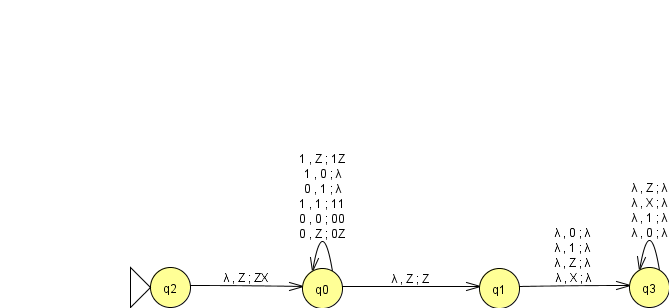 1 , Z ; 1Z
1 , 0 ; λ
0 , 1 ; λ
1 , 1 ; 11
0 , 0 ; 00
0 , Z ; 0Z
λ , Z ; λ
λ , X ; λ
λ , 1 ; λ
λ , 0 ; λ
λ , 0 ; λ
λ , 1 ; λ
λ , Z ; λ
λ , X ; λ
q2
λ , Z ; ZX
q0
λ , Z ; Z
q1
q3